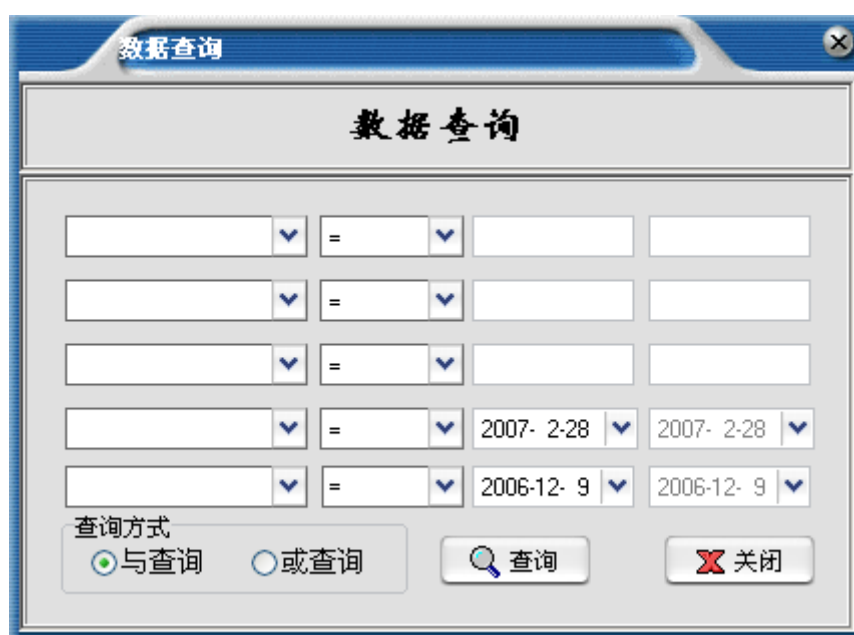 数据查询
数据查询
=
=
=
= 2007- 2-28 2007- 2-28
= 2006-12- 9 2006-12- 9
查询方式
与查询 或查询 查询 关闭